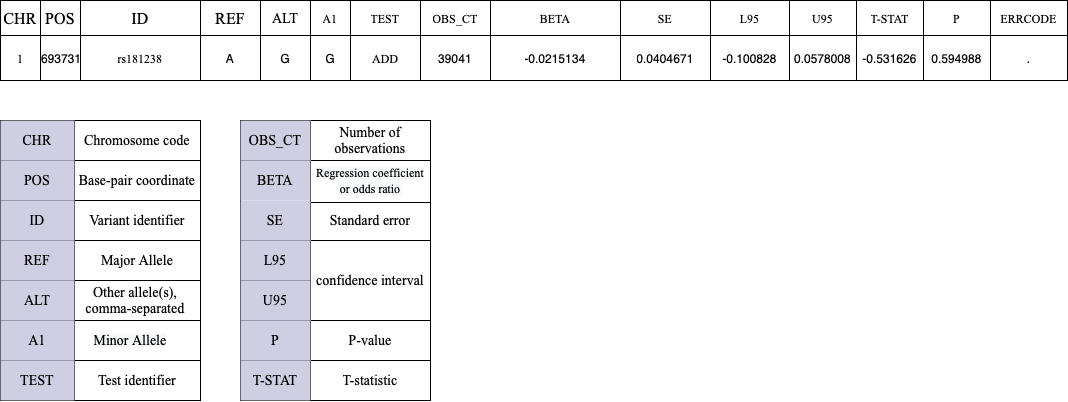 CHR POS ID REF ALT A1 TEST OBS_CT BETA SE L95 U95 T-STAT P ERRCODE
1 693731 rs181238 A G G ADD 39041 -0.0215134 0.0404671 -0.100828 0.0578008 -0.531626 0.594988 .
CHR Chromosome code
POS Base-pair coordinate
ID Variant identifier
REF Major Allele
ALT Other allele(s),
comma-separated
A1 Minor Allele
TEST Test identifier
OBS_CT Number of
observations
BETA Regression coefficient
or odds ratio
SE Standard error
L95
confidence interval
U95
P P-value
T-STAT T-statistic